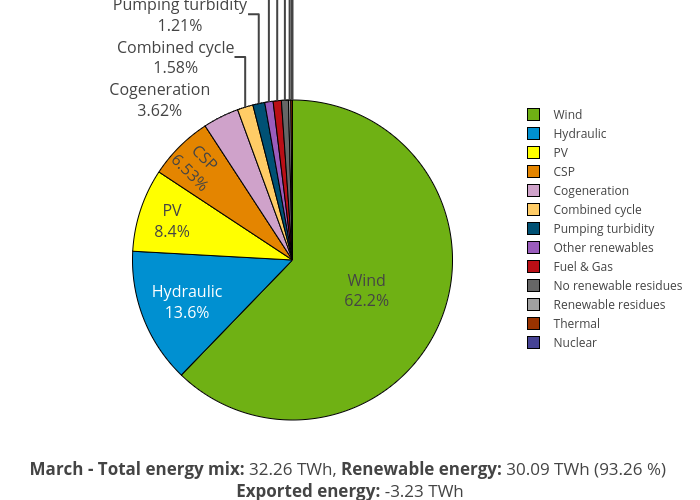 Pumping turbidity
1.21%
Combined cycle
1.58%
Cogeneration
3.62%
CSP
6.53%
PV
8.4%
Hydraulic
13.6%
Wind
62.2%
Wind
Hydraulic
PV
CSP
Cogeneration
Combined cycle
Pumping turbidity
Other renewables
Fuel & Gas
No renewable residues
Renewable residues
Thermal
Nuclear
March - Total energy mix: 32.26 TWh, Renewable energy: 30.09 TWh (93.26 %)
Exported energy: -3.23 TWh